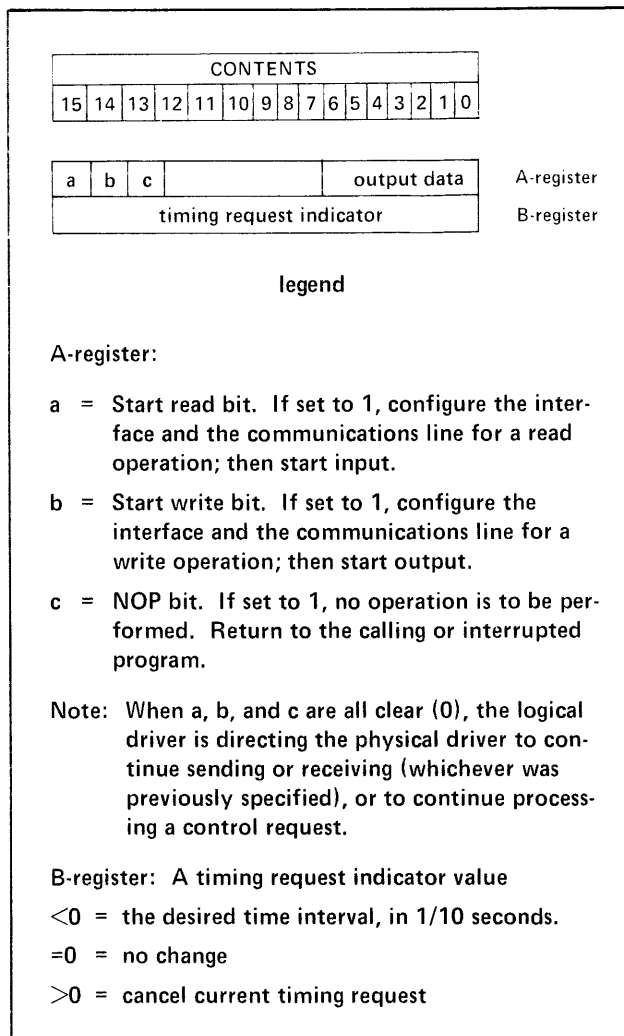 CONTENTS
15 14 13 12 11 10 9 8 7 6 5 4 3 2 1 0
a b c output data A-register
timing request indicator B-register
legend
A-register:
a = Start read bit. If set to 1, configure the inter-
face and the communications line for a read
operation; then start input.
b = Start write bit. If set to 1, configure the
interface and the communications line for a
write operation; then start output.
c = NOP bit. If set to 1, no operation is to be per-
formed. Return to the calling or interrupted
program.
Note: When a, b, and c are all clear (0), the logical
driver is directing the physical driver to con-
tinue sending or receiving (whichever was
previously specified), or to continue process-
ing a control request.
B-register: A timing request indicator value
<0 = the desired time interval, in 1/10 seconds.
=0 = no change
>0 = cancel current timing request